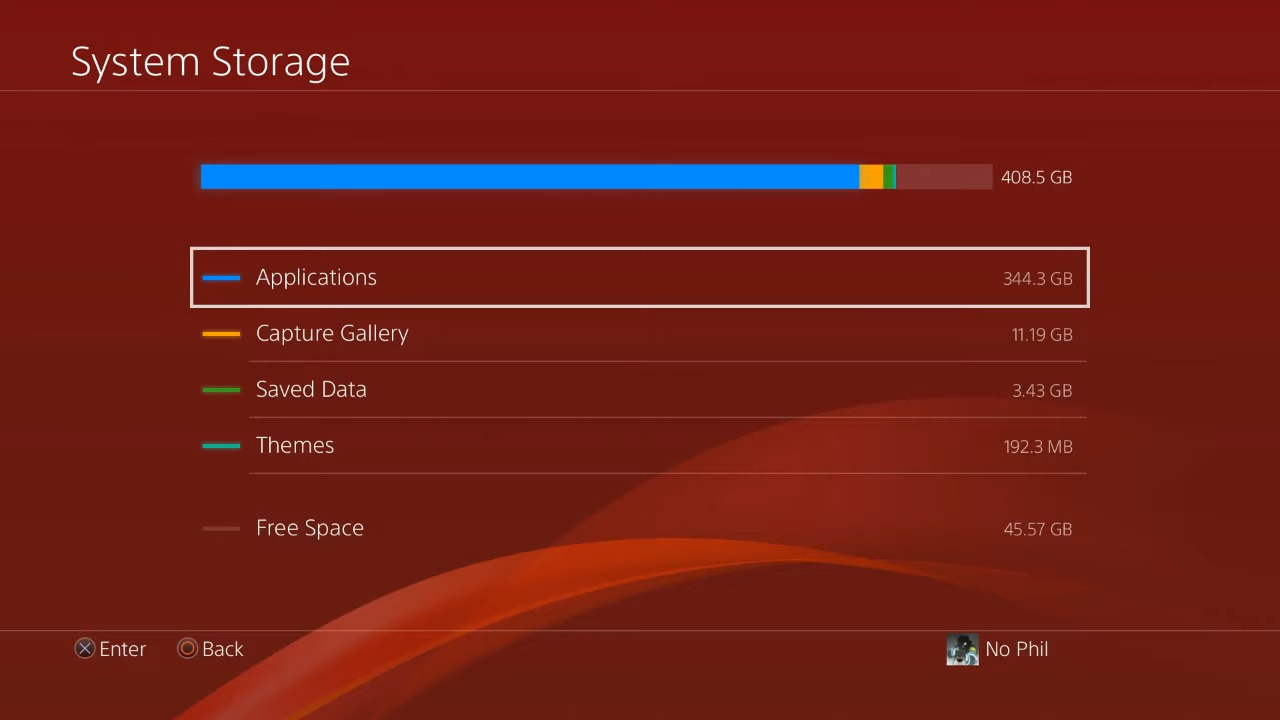 System Storage
408.5 GB
Applications 344.3 GB
Capture Gallery 11.19 GB
Saved Data 3.43 GB
Themes 192.3 MB
Free Space 45.57 GB
Enter Back No Phil